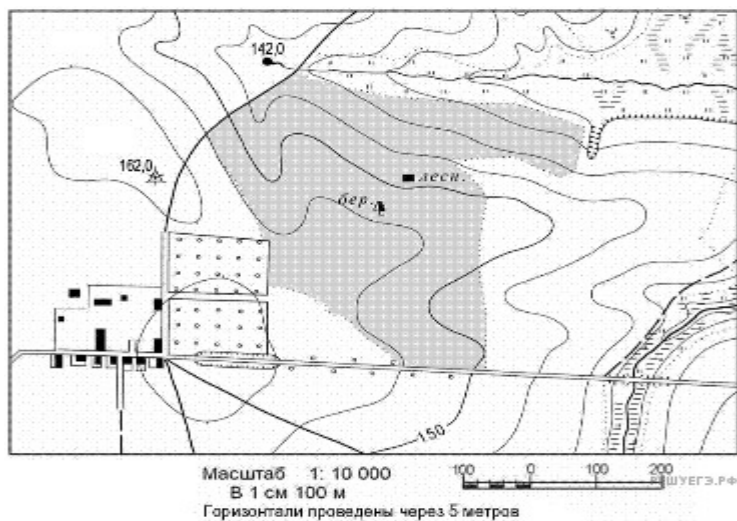 142,0
162,0
лесн.
бер.
150
Масштаб 1: 10 000
В 1 см 100 м
100 0 100 200
Горизонтали проведены через 5 метров
РЕШУЕГЭ.РФ